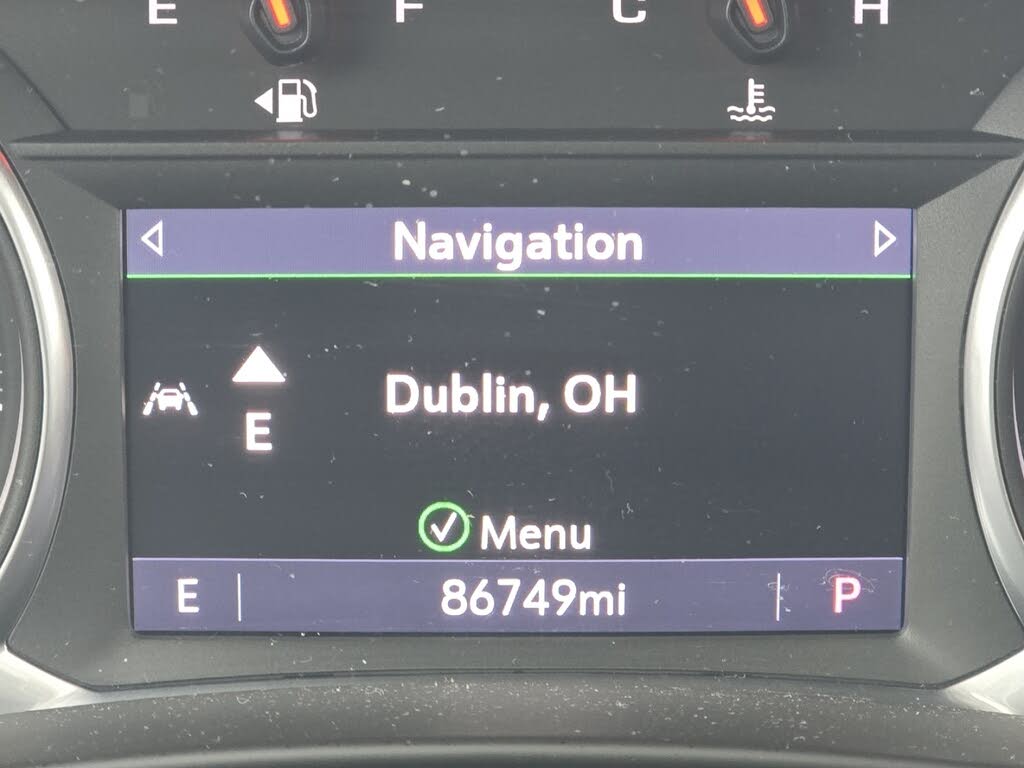 E F C H
Navigation
Dublin, OH
E
Menu
E 86749mi P